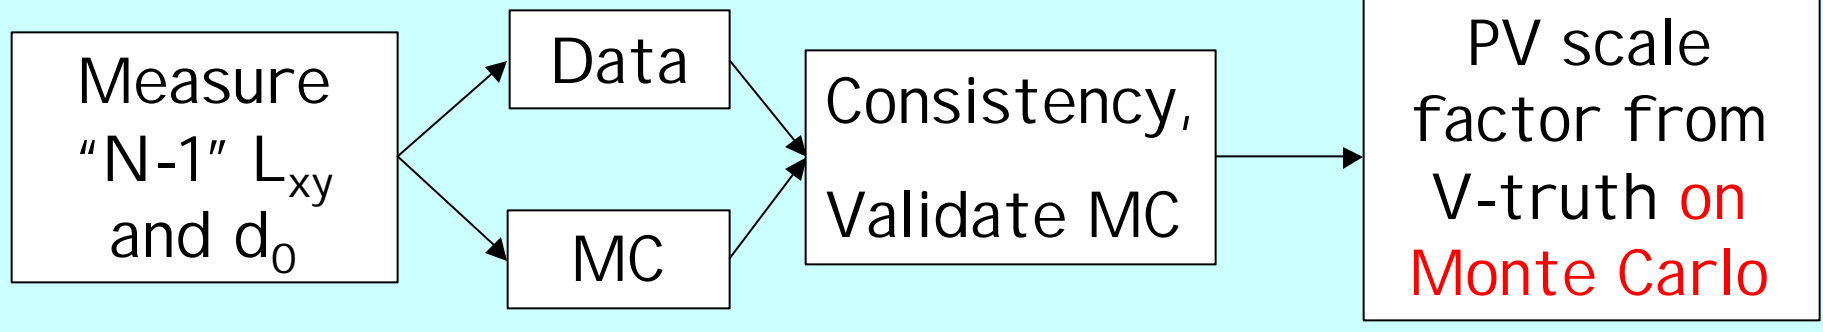 Measure
“N-1” Lxy
and d0
Data
MC
Consistency,
Validate MC
PV scale
factor from
V-truth on
Monte Carlo